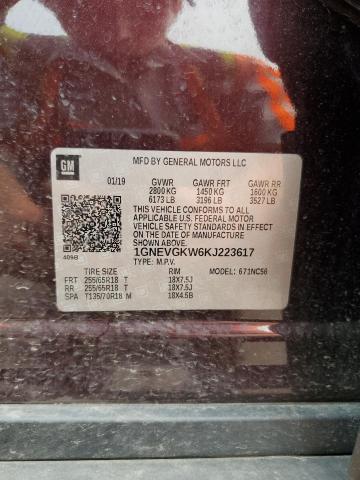 MFD BY GENERAL MOTORS LLC
GM
01/19 GVWR GAWR FRT GAWR RR
2800 KG 1450 KG 1600 KG
6173 LB 3196 LB 3527 LB
THIS VEHICLE CONFORMS TO ALL
APPLICABLE U.S. FEDERAL MOTOR
VEHICLE SAFETY
STANDARDS IN EFFECT ON THE
DATE OF MANUFACTURE SHOWN ABOVE.
1GNEVGKW6KJ223617
TYPE: M.P.V.
TIRE SIZE RIM MODEL: 671NC56
FRT 255/65R18 T 18X7.5J
RR 255/65R18 T 18X7.5J
SPA T135/70R18 M 18X4.5B